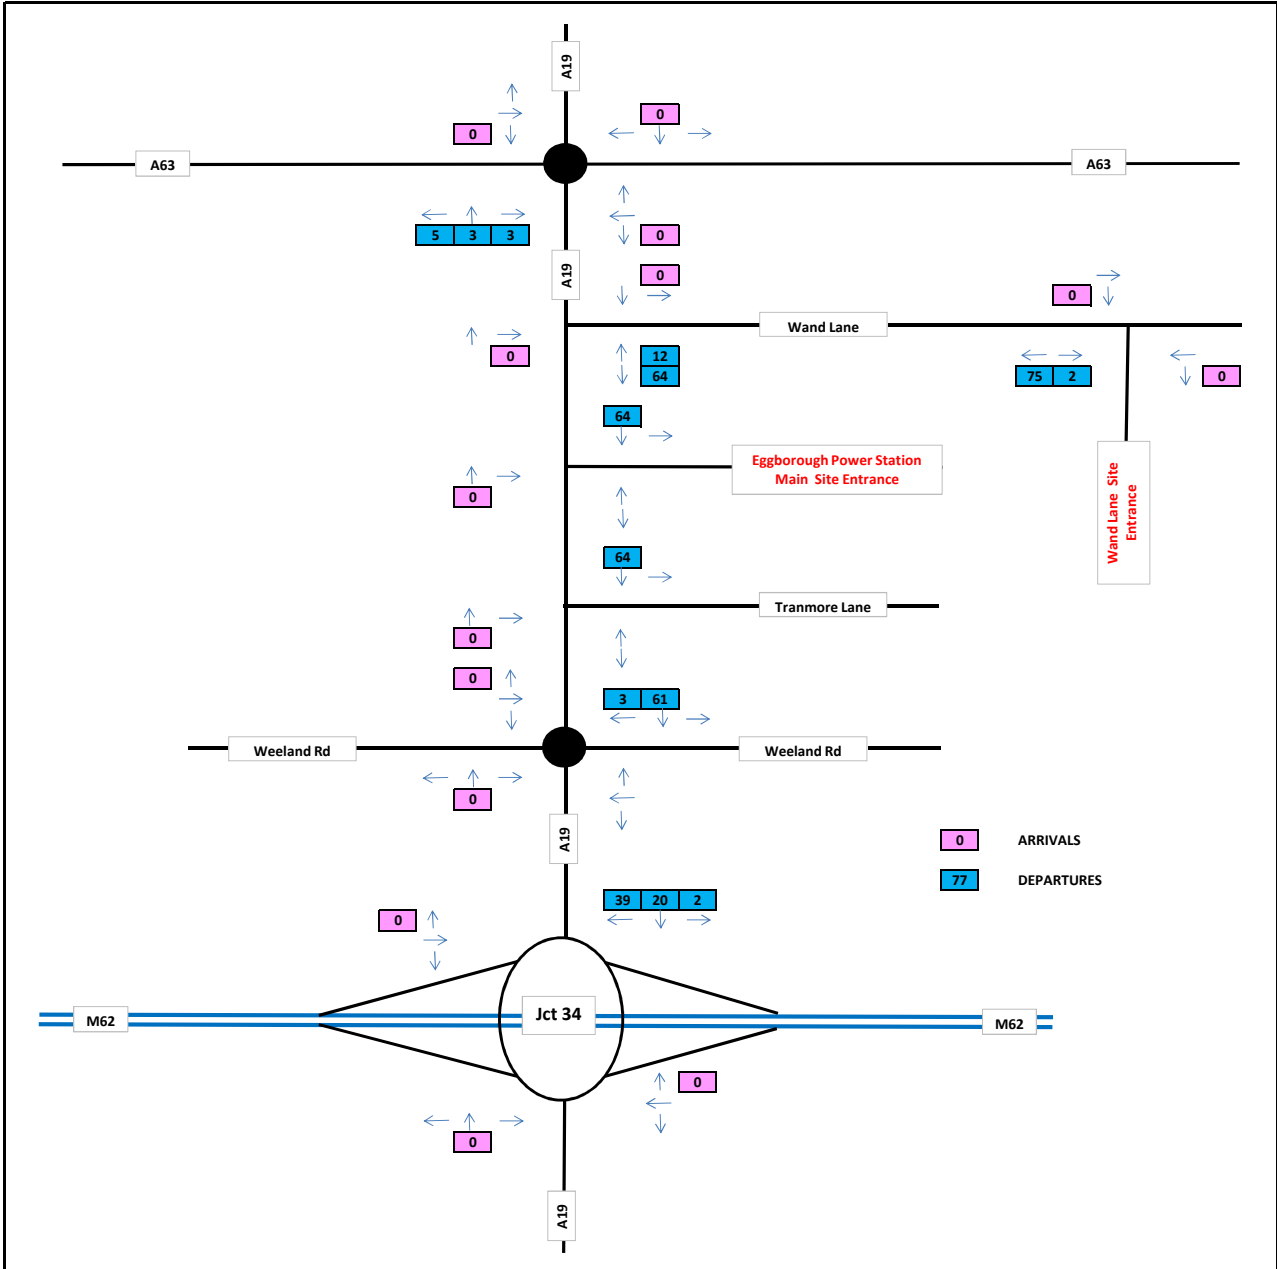 A19
0
0
A63
A63
5 3 3
0
A19
0
0
Wand Lane
0
12
64
75 2
0
64
Eggborough Power Station
Main Site Entrance
Wand Lane Site
Entrance
0
64
Tranmore Lane
0
0
3 61
Weeland Rd
Weeland Rd
0
A19
0 ARRIVALS
77 DEPARTURES
39 20 2
0
M62
Jct 34
M62
0
0
A19